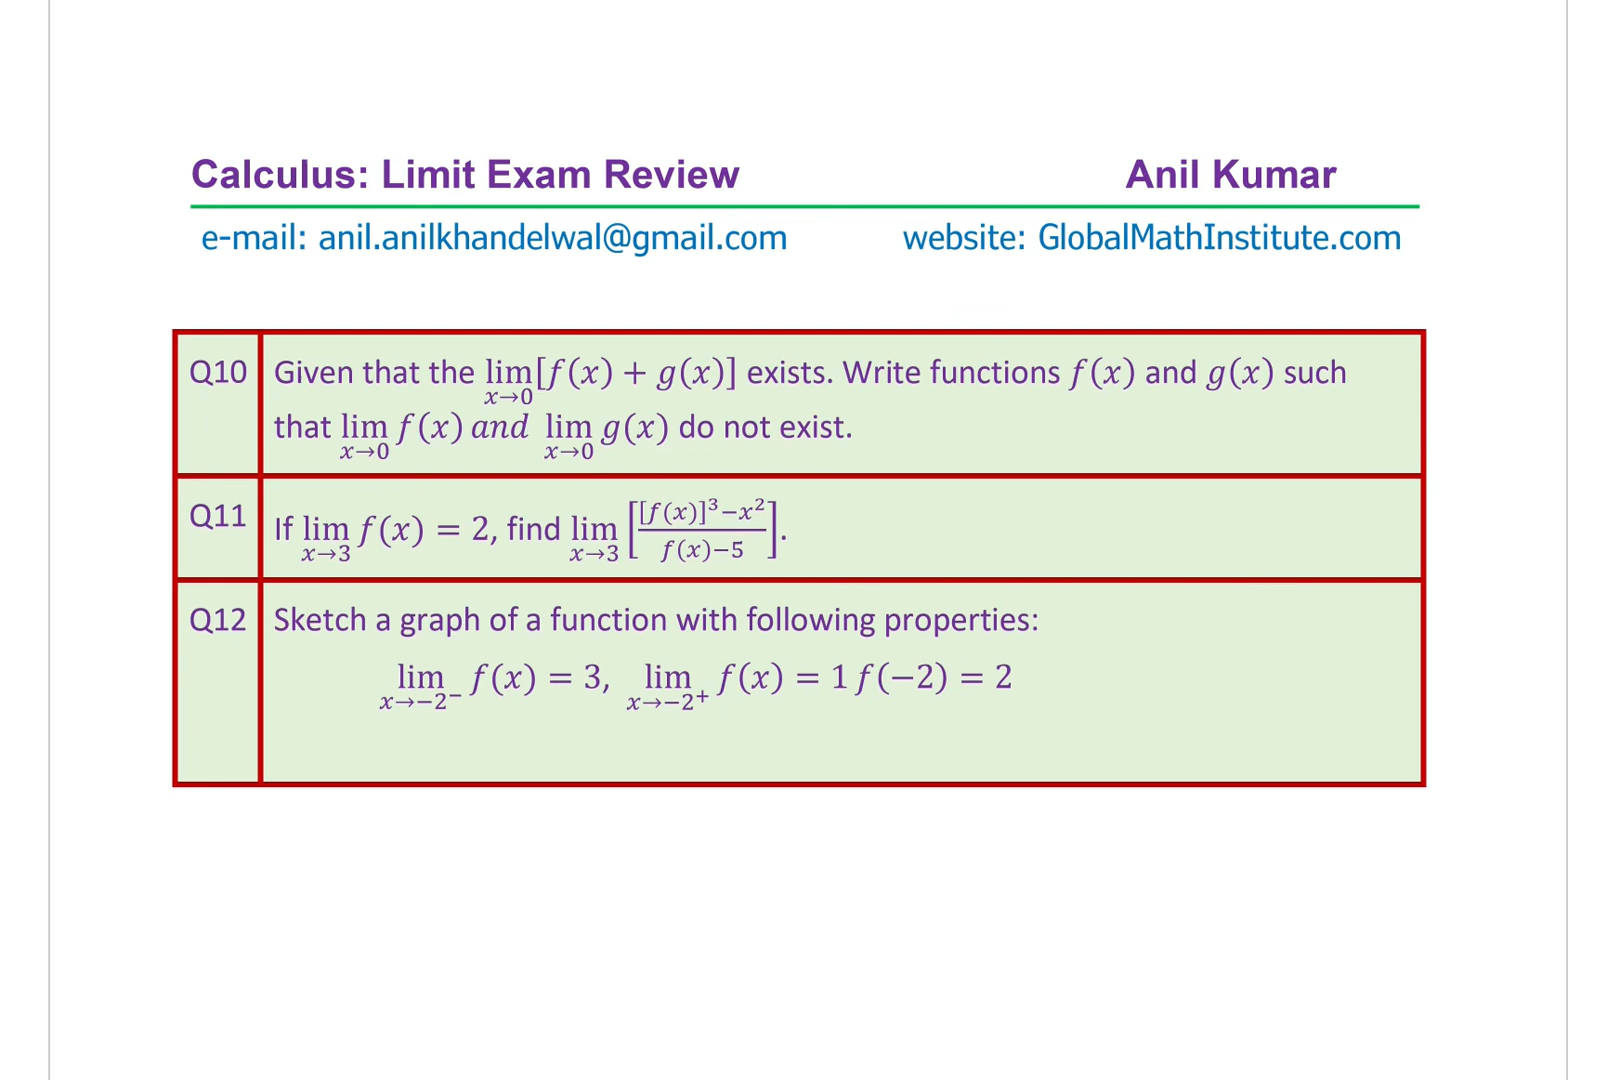 Calculus: Limit Exam Review Anil Kumar
e-mail: anil.anilkhandelwal@gmail.com website: GlobalMathInstitute.com
Q10 Given that the lim_{x→0}[f(x) + g(x)] exists. Write functions f(x) and g(x) such
that lim_{x→0} f(x) and lim_{x→0} g(x) do not exist.
Q11 If lim_{x→3} f(x) = 2, find lim_{x→3} [([f(x)]³−x²)/(f(x)−5)].
Q12 Sketch a graph of a function with following properties:
lim_{x→−2⁻} f(x) = 3, lim_{x→−2⁺} f(x) = 1 f(−2) = 2